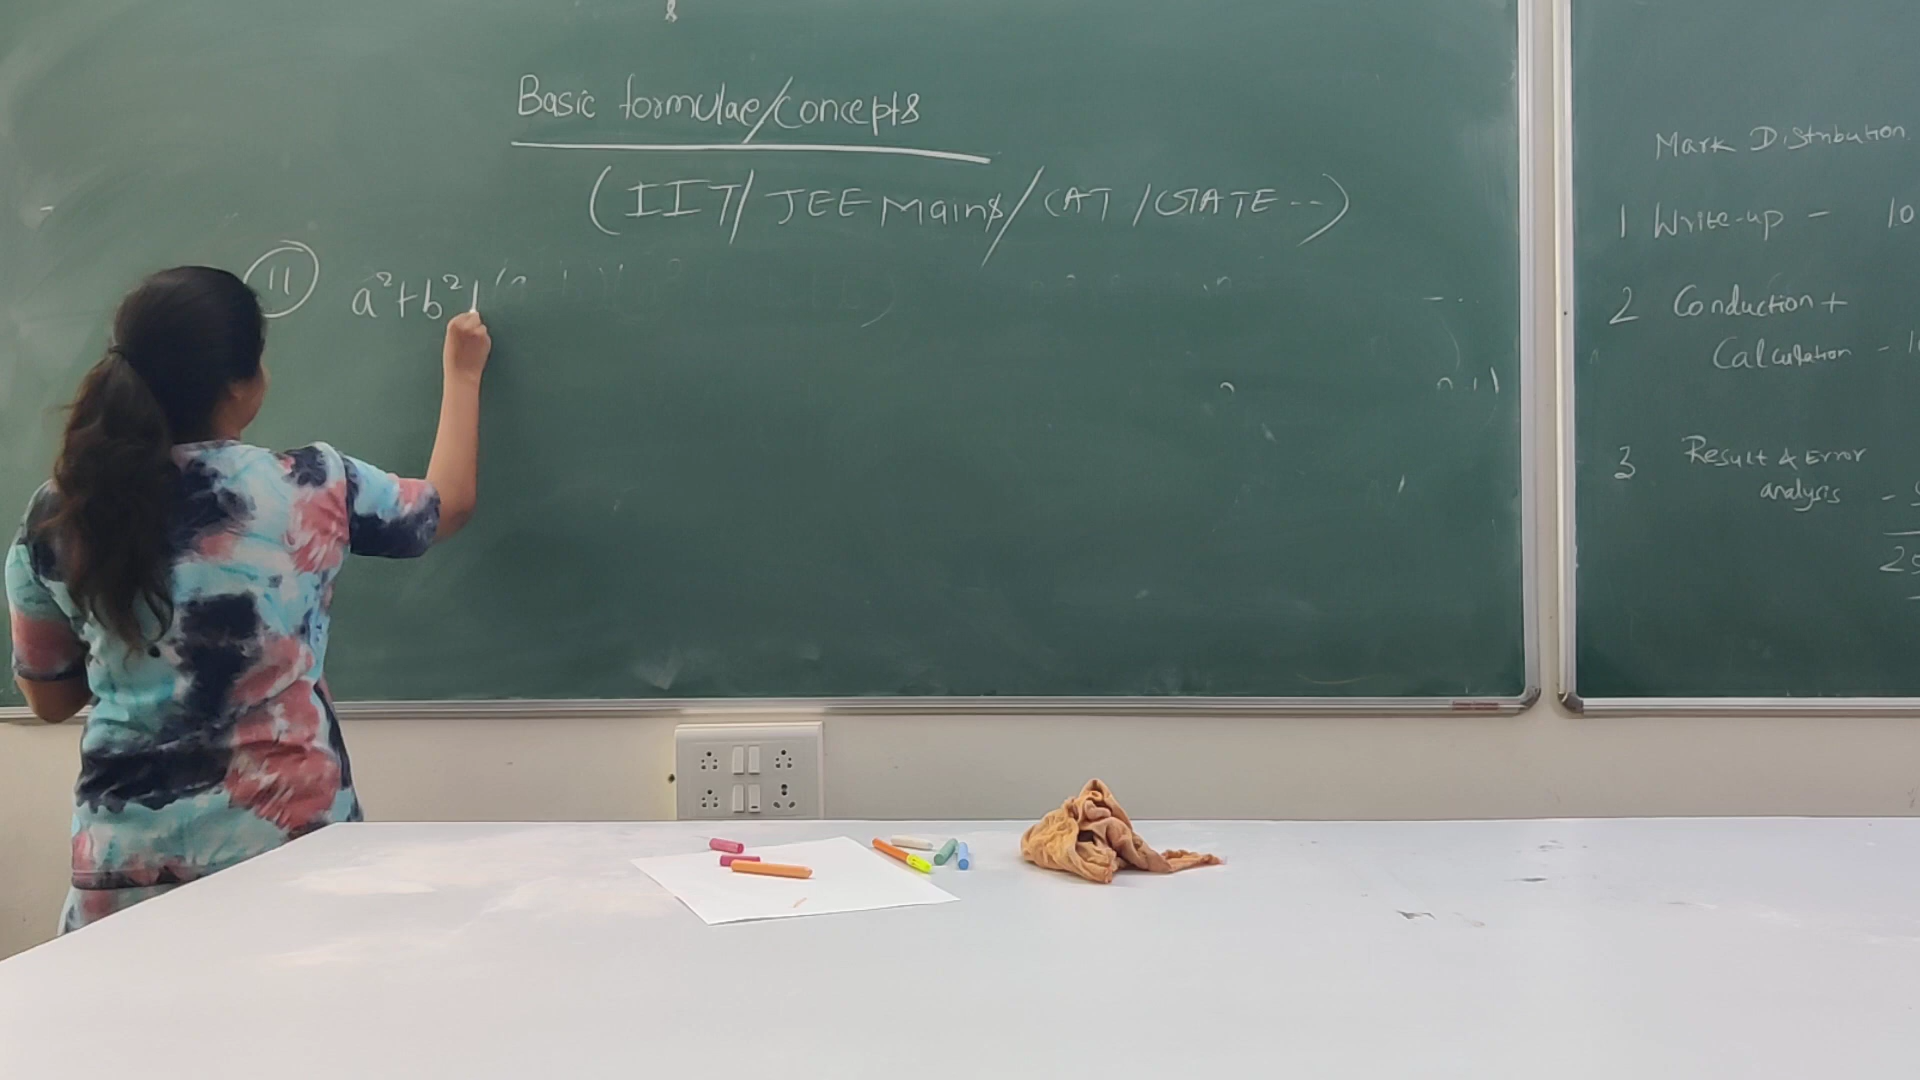 Basic formulae/concepts
(IIT/JEE Mains/CAT/GATE--)
11 a²+b²+
Mark Distribution
1 Write-up - 10
2 Conduction +
Calculation -
3 Result & Error
analysis -